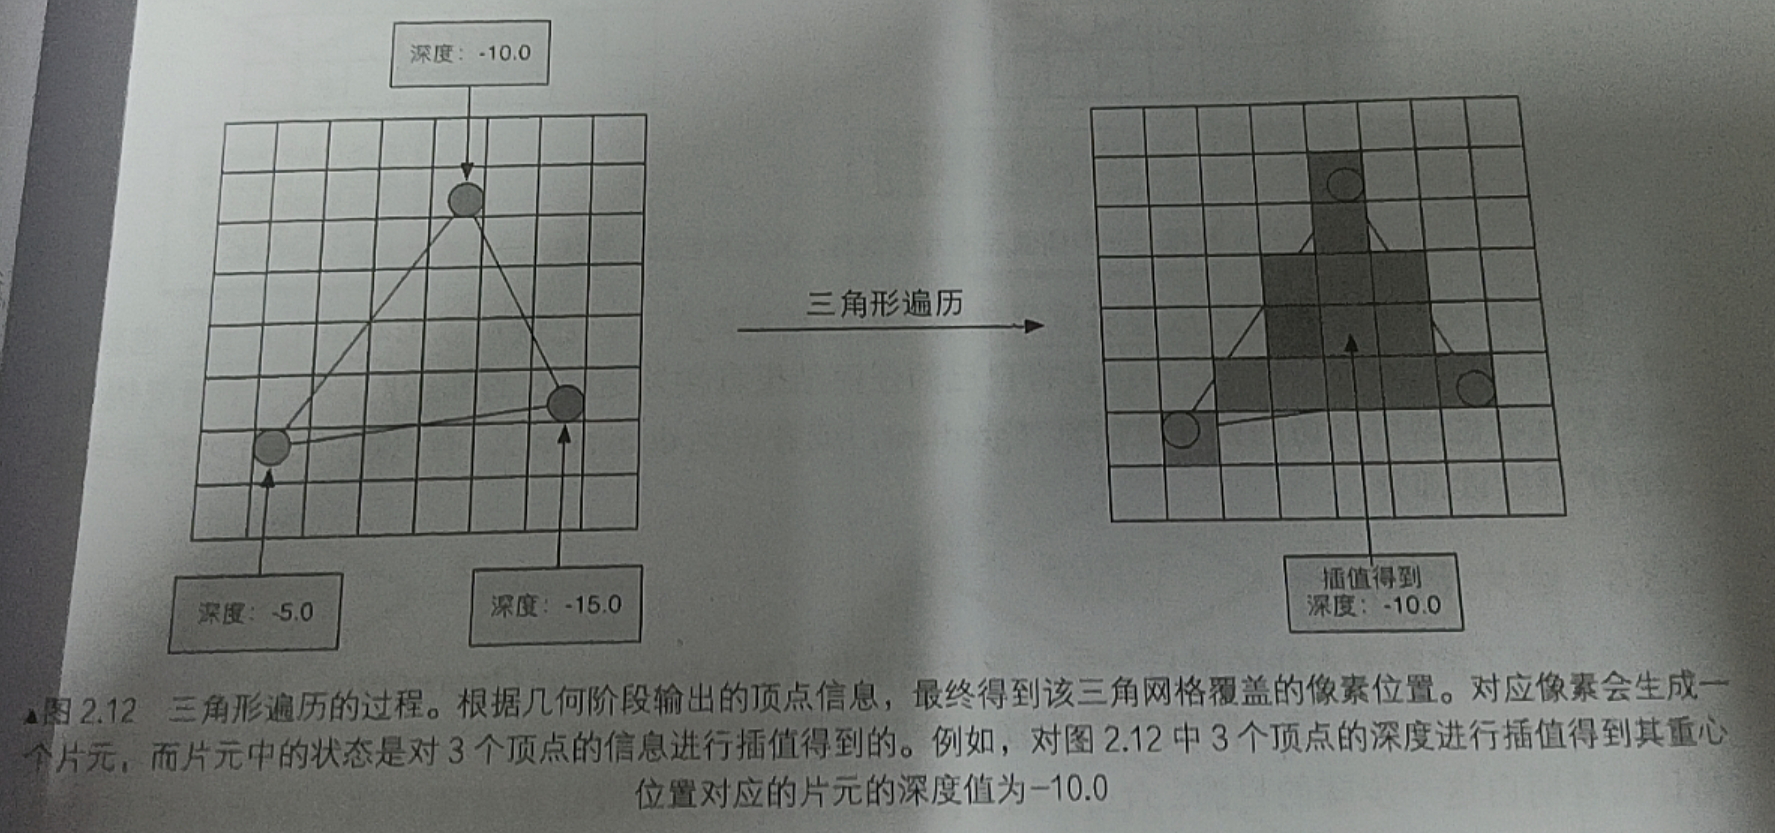 深度：-10.0
深度：-5.0
深度：-15.0
三角形遍历
插值得到
深度：-10.0
▲图 2.12 三角形遍历的过程。根据几何阶段输出的顶点信息，最终得到该三角网格覆盖的像素位置。对应像素会生成一
个片元，而片元中的状态是对 3 个顶点的信息进行插值得到的。例如，对图 2.12 中 3 个顶点的深度进行插值得到其重心
位置对应的片元的深度值为-10.0